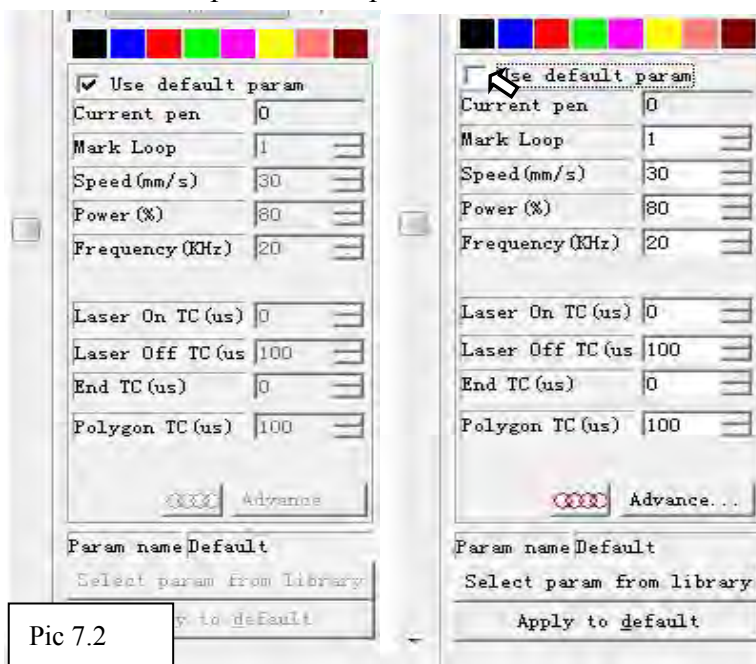 Use default param
Current pen 0
Mark Loop 1
Speed(mm/s) 30
Power(%) 80
Frequency(KHz) 20
Laser On TC(us) 0
Laser Off TC(us 100
End TC(us) 0
Polygon TC(us) 100
Advance
Param name Default
Select param from library
to default
Pic 7.2
se default param
Current pen 0
Mark Loop 1
Speed(mm/s) 30
Power(%) 80
Frequency(KHz) 20
Laser On TC(us) 0
Laser Off TC(us 100
End TC(us) 0
Polygon TC(us) 100
Advance...
Param name Default
Select param from library
Apply to default